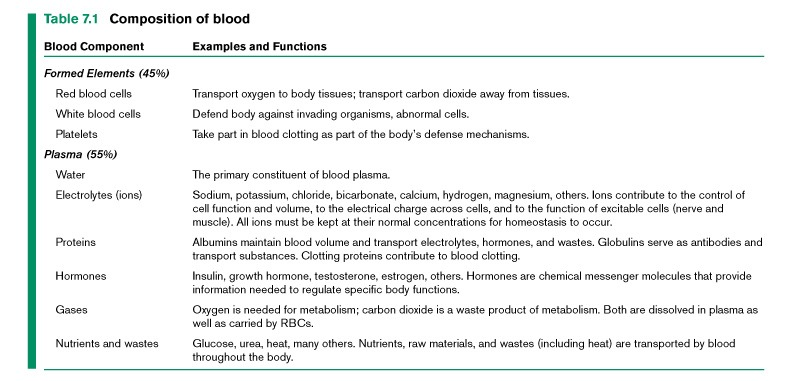 Table 7.1 Composition of blood
Blood Component Examples and Functions
Formed Elements (45%)
Red blood cells Transport oxygen to body tissues; transport carbon dioxide away from tissues.
White blood cells Defend body against invading organisms, abnormal cells.
Platelets Take part in blood clotting as part of the body's defense mechanisms.
Plasma (55%)
Water The primary constituent of blood plasma.
Electrolytes (ions) Sodium, potassium, chloride, bicarbonate, calcium, hydrogen, magnesium, others. Ions contribute to the control of
cell function and volume, to the electrical charge across cells, and to the function of excitable cells (nerve and
muscle). All ions must be kept at their normal concentrations for homeostasis to occur.
Proteins Albumins maintain blood volume and transport electrolytes, hormones, and wastes. Globulins serve as antibodies and
transport substances. Clotting proteins contribute to blood clotting.
Hormones Insulin, growth hormone, testosterone, estrogen, others. Hormones are chemical messenger molecules that provide
information needed to regulate specific body functions.
Gases Oxygen is needed for metabolism; carbon dioxide is a waste product of metabolism. Both are dissolved in plasma as
well as carried by RBCs.
Nutrients and wastes Glucose, urea, heat, many others. Nutrients, raw materials, and wastes (including heat) are transported by blood
throughout the body.